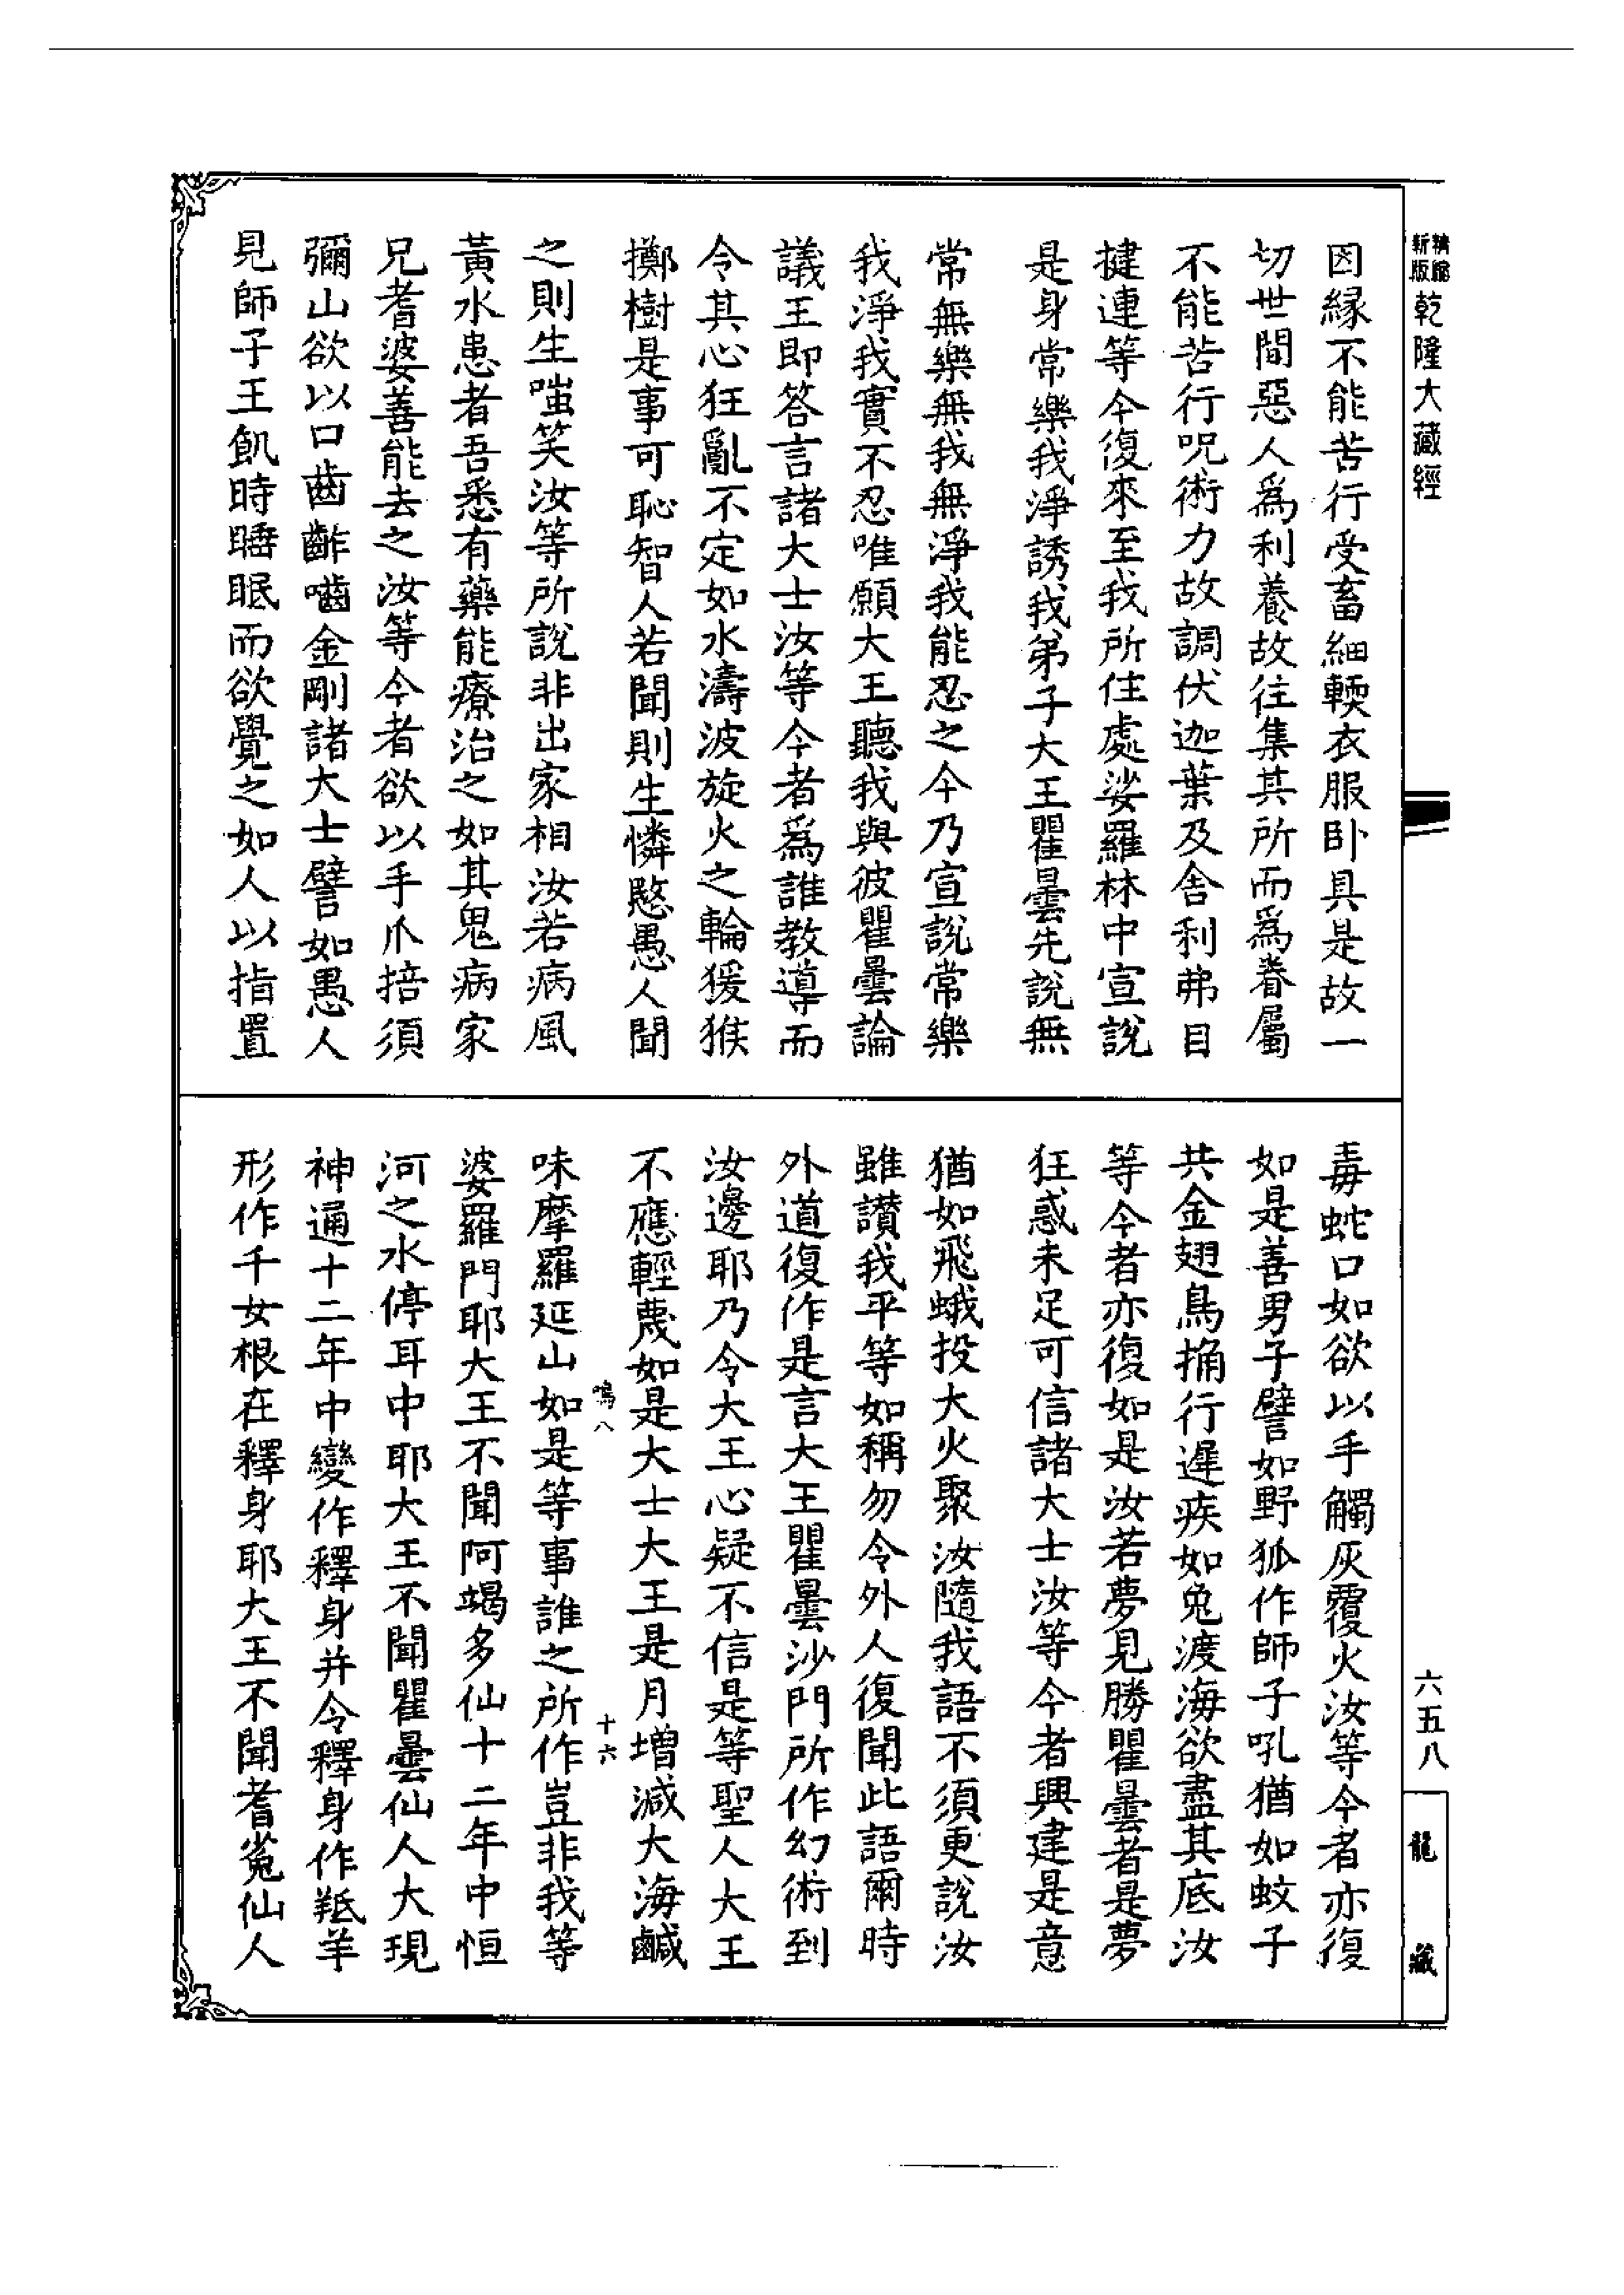 精縮
新版
乾隆大藏經
因緣不能苦行受畜細輭衣服卧具是故一
切世間惡人爲利養故往集其所而爲眷屬
不能苦行呪術力故調伏迦葉及舍利弗目
揵連等今復來至我所住處娑羅林中宣說
是身常樂我淨誘我弟子大王瞿曇先說無
常無樂無我無淨我能忍之今乃宣說常樂
我淨我實不忍唯願大王聽我與彼瞿曇論
議王即答言諸大士汝等今者爲誰教導而
令其心狂亂不定如水濤波旋火之輪猨猴
擲樹是事可恥智人若聞則生憐愍愚人聞
之則生嗤笑汝等所說非出家相汝若病風
黃水患者吾悉有藥能療治之如其鬼病家
兄耆婆善能去之汝等今者欲以手爪掊須
彌山欲以口齒齚嚙金剛諸大士譬如愚人
見師子王飢時睡眠而欲覺之如人以指置
毒蛇口如欲以手觸灰覆火汝等今者亦復
如是善男子譬如野狐作師子吼猶如蚊子
共金翅鳥捔行遲疾如兔渡海欲盡其底汝
等今者亦復如是汝若夢見勝瞿曇者是夢
狂惑未足可信諸大士汝等今者興建是意
猶如飛蛾投大火聚汝隨我語不須更說汝
雖讚我平等如稱勿令外人復聞此語爾時
外道復作是言大王瞿曇沙門所作幻術到
汝邊耶乃令大王心疑不信是等聖人大王
不應輕蔑如是大士大王是月增減大海鹹
鳴八 十六
味摩羅延山如是等事誰之所作豈非我等
婆羅門耶大王不聞阿竭多仙十二年中恒
河之水停耳中耶大王不聞瞿曇仙人大現
神通十二年中變作釋身并令釋身作羝羊
形作千女根在釋身耶大王不聞耆㝹仙人
六五八
龍藏